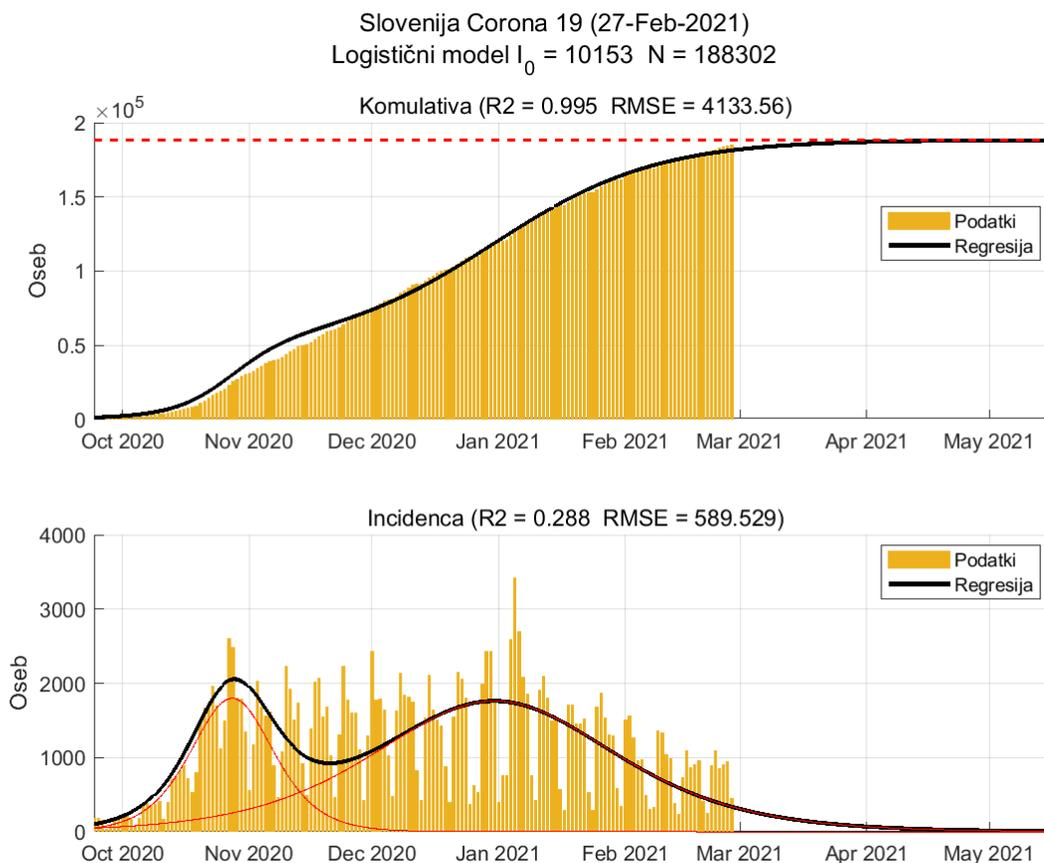 Slovenija Corona 19 (27-Feb-2021)
Logistični model I0 = 10153 N = 188302
Komulativa (R2 = 0.995 RMSE = 4133.56)
×10^5
2
1.5
1
0.5
0
Oseb
Podatki
Regresija
Oct 2020 Nov 2020 Dec 2020 Jan 2021 Feb 2021 Mar 2021 Apr 2021 May 2021
Incidenca (R2 = 0.288 RMSE = 589.529)
4000
3000
2000
1000
0
Oseb
Podatki
Regresija
Oct 2020 Nov 2020 Dec 2020 Jan 2021 Feb 2021 Mar 2021 Apr 2021 May 2021